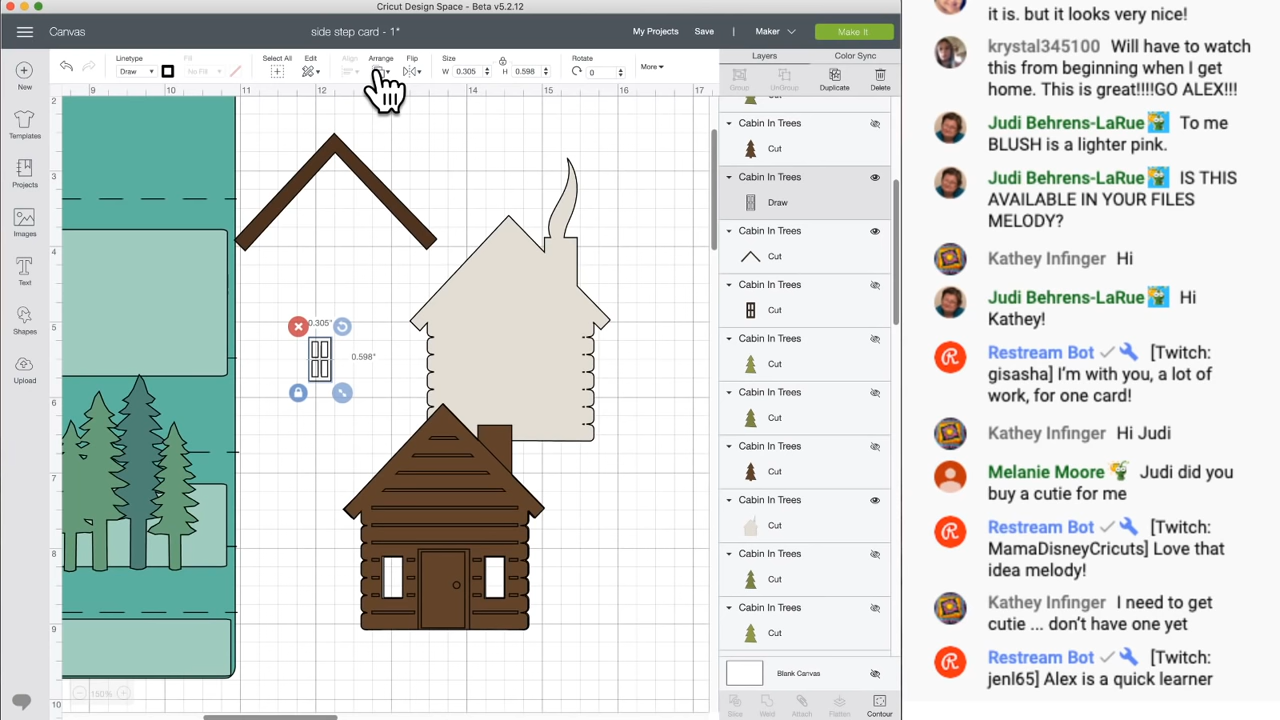 Cricut Design Space - Beta v5.2.12
Canvas
side step card - 1*
My Projects
Save
Maker
Make It
Linetype
Draw
Fill
No Fill
Select All
Edit
Align
Arrange
Flip
Size
W 0.305
H 0.598
Rotate
0
More
Layers
Color Sync
Group
UnGroup
Duplicate
Delete
New
Templates
Projects
Images
Text
Shapes
Upload
9 10 11 12 13 14 15 16 17
2
3
4
5
6
7
8
9
10
0.305"
0.598"
150%
Cabin In Trees
Cut
Cabin In Trees
Draw
Cabin In Trees
Cut
Cabin In Trees
Cut
Cabin In Trees
Cut
Cabin In Trees
Cut
Cabin In Trees
Cut
Cabin In Trees
Cut
Cabin In Trees
Cut
Cabin In Trees
Cut
Blank Canvas
Slice
Weld
Attach
Flatten
Contour
it is. but it looks very nice!
krystal345100 Will have to watch
this from beginning when I get
home. This is great!!!!GO ALEX!!!
Judi Behrens-LaRue To me
BLUSH is a lighter pink.
Judi Behrens-LaRue IS THIS
AVAILABLE IN YOUR FILES
MELODY?
Kathey Infinger Hi
Judi Behrens-LaRue Hi
Kathey!
Restream Bot [Twitch:
gisasha] I'm with you, a lot of
work, for one card!
Kathey Infinger Hi Judi
Melanie Moore Judi did you
buy a cutie for me
Restream Bot [Twitch:
MamaDisneyCricuts] Love that
idea melody!
Kathey Infinger I need to get
cutie ... don't have one yet
Restream Bot [Twitch:
jenl65] Alex is a quick learner